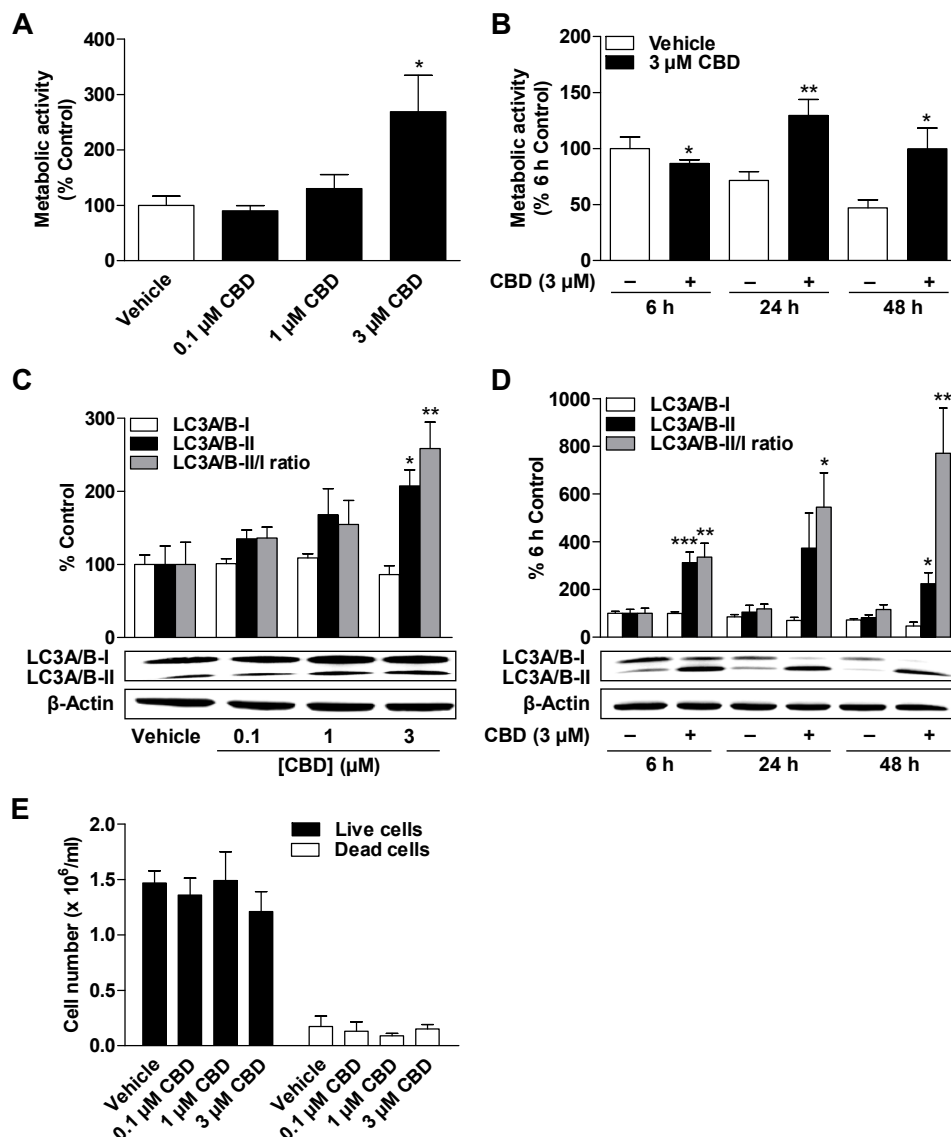 A
Metabolic activity
(% Control)
400
300
200
100
0
*
Vehicle
0.1 µM CBD
1 µM CBD
3 µM CBD
B
Metabolic activity
(% 6 h Control)
200
150
100
50
0
Vehicle
3 µM CBD
*
**
*
CBD (3 µM) – + – + – +
6 h 24 h 48 h
C
% Control
300
200
100
0
LC3A/B-I
LC3A/B-II
LC3A/B-II/I ratio
*
**
LC3A/B-I
LC3A/B-II
β-Actin
Vehicle 0.1 1 3
[CBD] (µM)
D
% 6 h Control
1000
800
600
400
200
0
LC3A/B-I
LC3A/B-II
LC3A/B-II/I ratio
***
**
*
*
**
LC3A/B-I
LC3A/B-II
β-Actin
CBD (3 µM) – + – + – +
6 h 24 h 48 h
E
Cell number (x 10⁶/ml)
2.0
1.5
1.0
0.5
0.0
Live cells
Dead cells
Vehicle
0.1 µM CBD
1 µM CBD
3 µM CBD
Vehicle
0.1 µM CBD
1 µM CBD
3 µM CBD